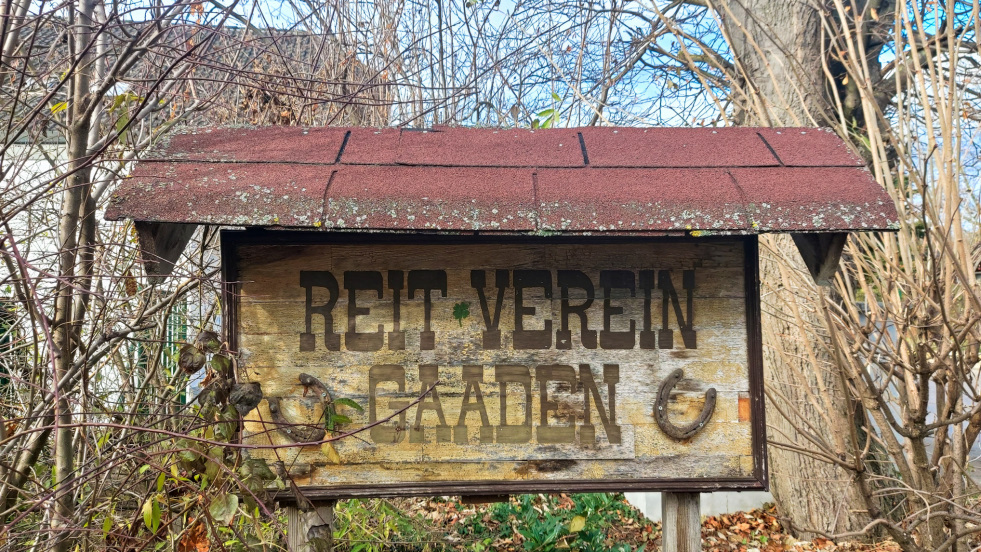 REIT VEREIN
GAADEN